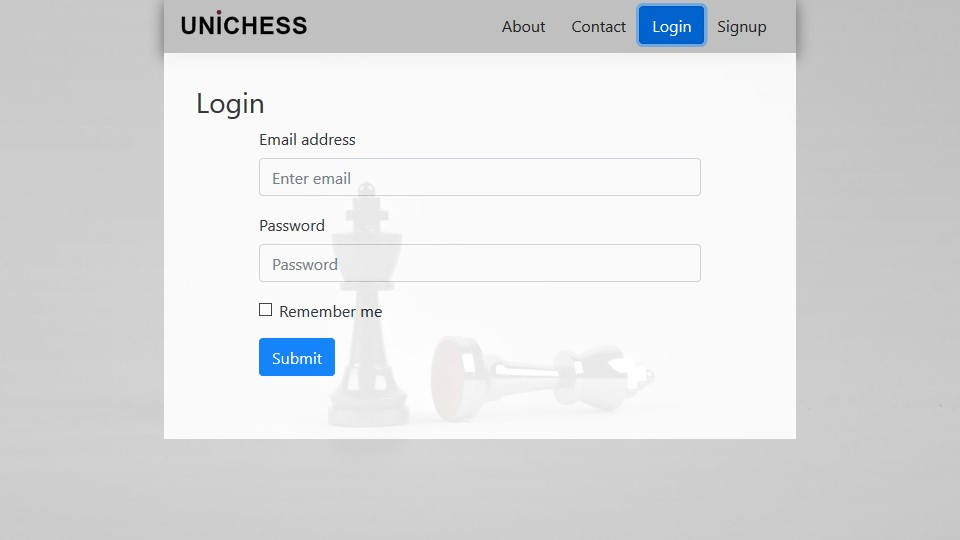 UNiCHESS
About Contact Login Signup
Login
Email address
Enter email
Password
Password
Remember me
Submit